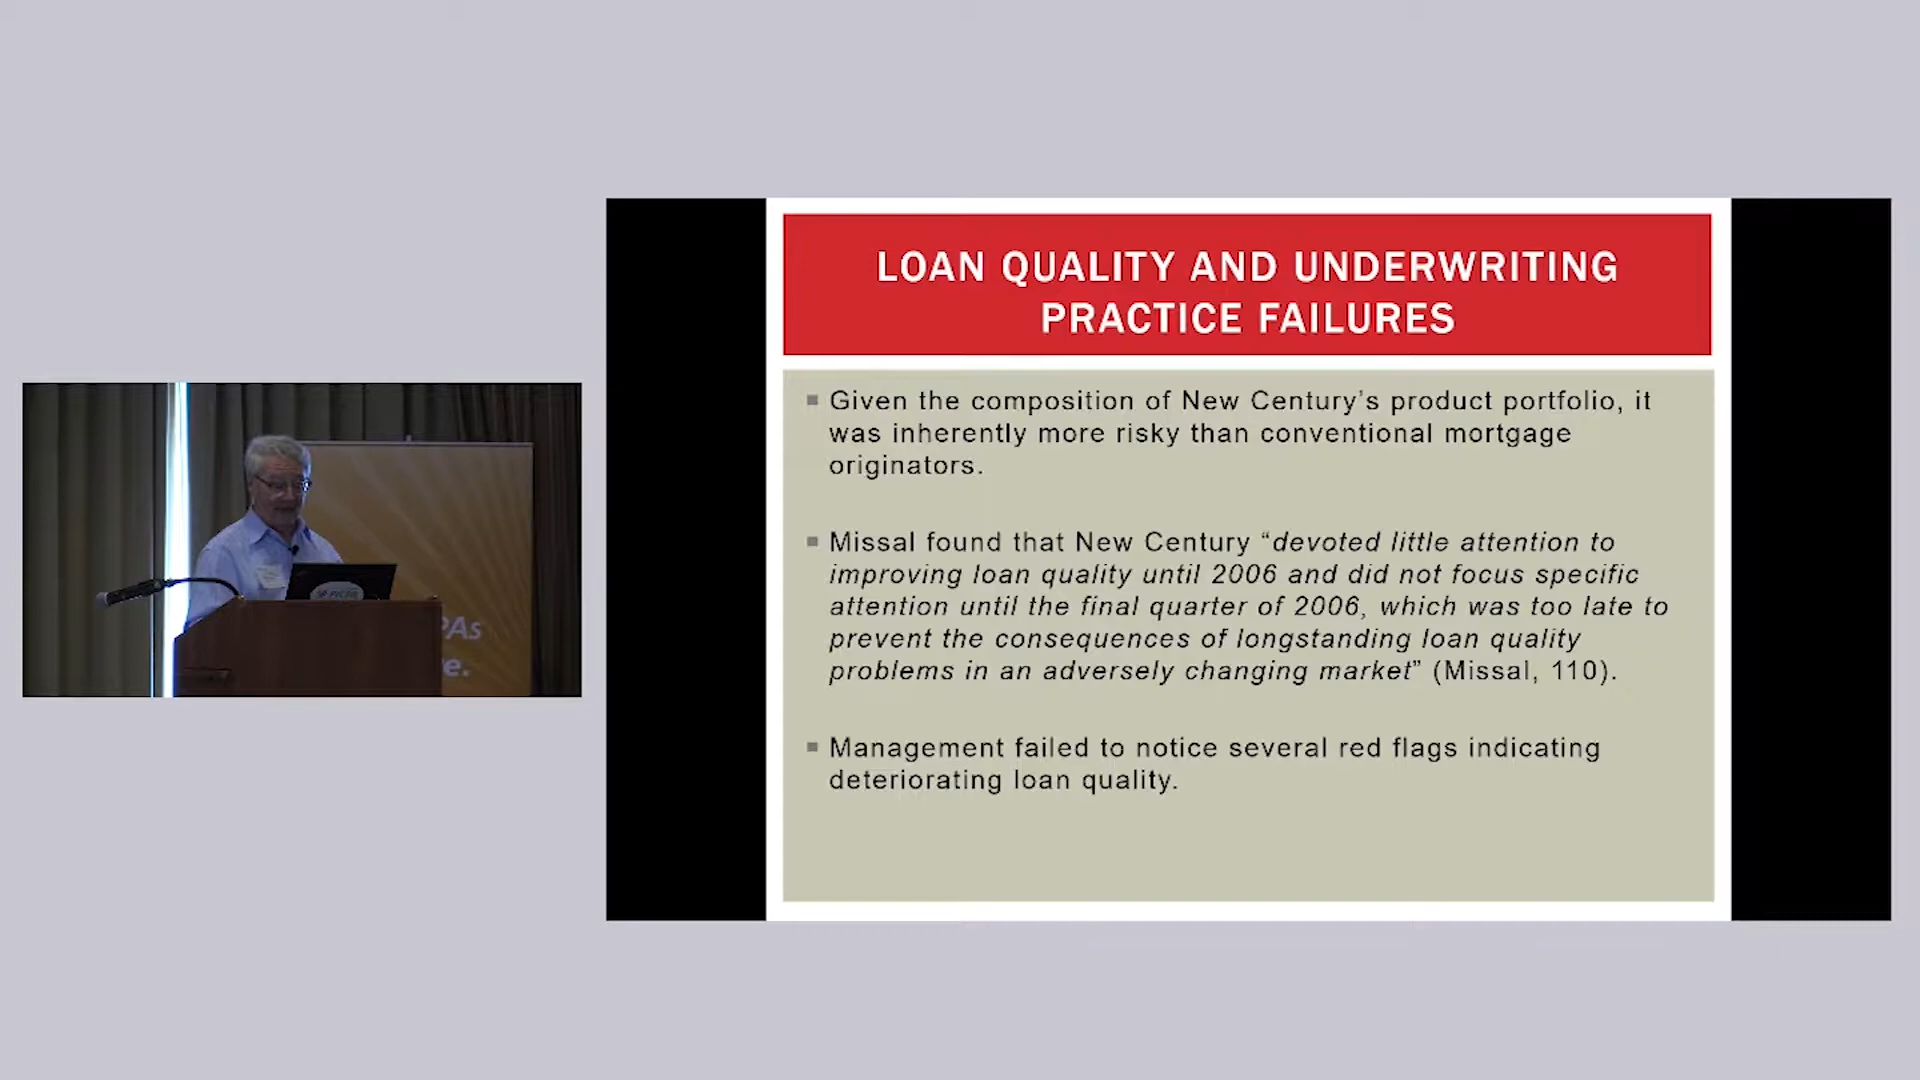 LOAN QUALITY AND UNDERWRITING
PRACTICE FAILURES
Given the composition of New Century’s product portfolio, it
was inherently more risky than conventional mortgage
originators.
Missal found that New Century “devoted little attention to
improving loan quality until 2006 and did not focus specific
attention until the final quarter of 2006, which was too late to
prevent the consequences of longstanding loan quality
problems in an adversely changing market” (Missal, 110).
Management failed to notice several red flags indicating
deteriorating loan quality.
PAs
e.